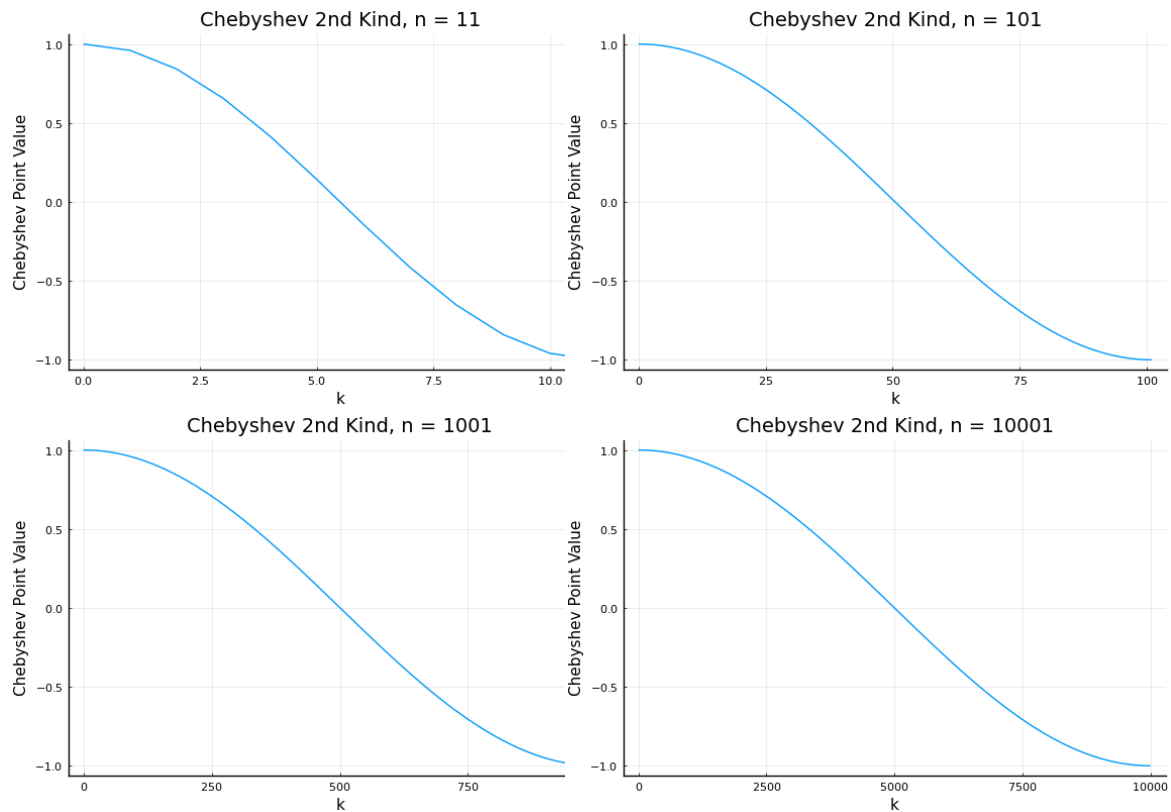 Chebyshev 2nd Kind, n = 11
Chebyshev Point Value
1.0
0.5
0.0
−0.5
−1.0
0.0 2.5 5.0 7.5 10.0
k
Chebyshev 2nd Kind, n = 101
Chebyshev Point Value
1.0
0.5
0.0
−0.5
−1.0
0 25 50 75 100
k
Chebyshev 2nd Kind, n = 1001
Chebyshev Point Value
1.0
0.5
0.0
−0.5
−1.0
0 250 500 750
k
Chebyshev 2nd Kind, n = 10001
Chebyshev Point Value
1.0
0.5
0.0
−0.5
−1.0
0 2500 5000 7500 10000
k